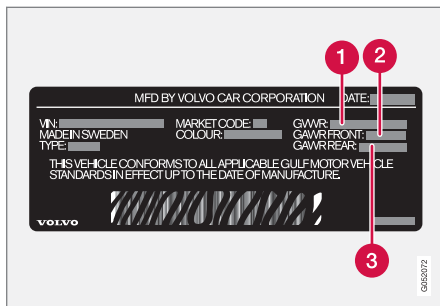 1
2
MFD BY VOLVO CAR CORPORATION DATE:
VIN: MARKET CODE: GVWR:
MADE IN SWEDEN COLOUR: GAWR FRONT:
TYPE: GAWR REAR:
THIS VEHICLE CONFORMS TO ALL APPLICABLE GULF MOTOR VEHICLE
STANDARDS IN EFFECT UP TO THE DATE OF MANUFACTURE.
VOLVO
3
G052072